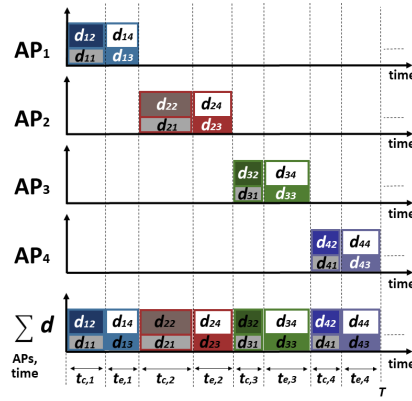 AP1
d12 d14
d11 d13
time
AP2
d22 d24
d21 d23
time
AP3
d32 d34
d31 d33
time
AP4
d42 d44
d41 d43
time
∑ d
APs,
time
d12 d14 d22 d24 d32 d34 d42 d44
d11 d13 d21 d23 d31 d33 d41 d43
time
tc,1 te,1 tc,2 te,2 tc,3 te,3 tc,4 te,4
T